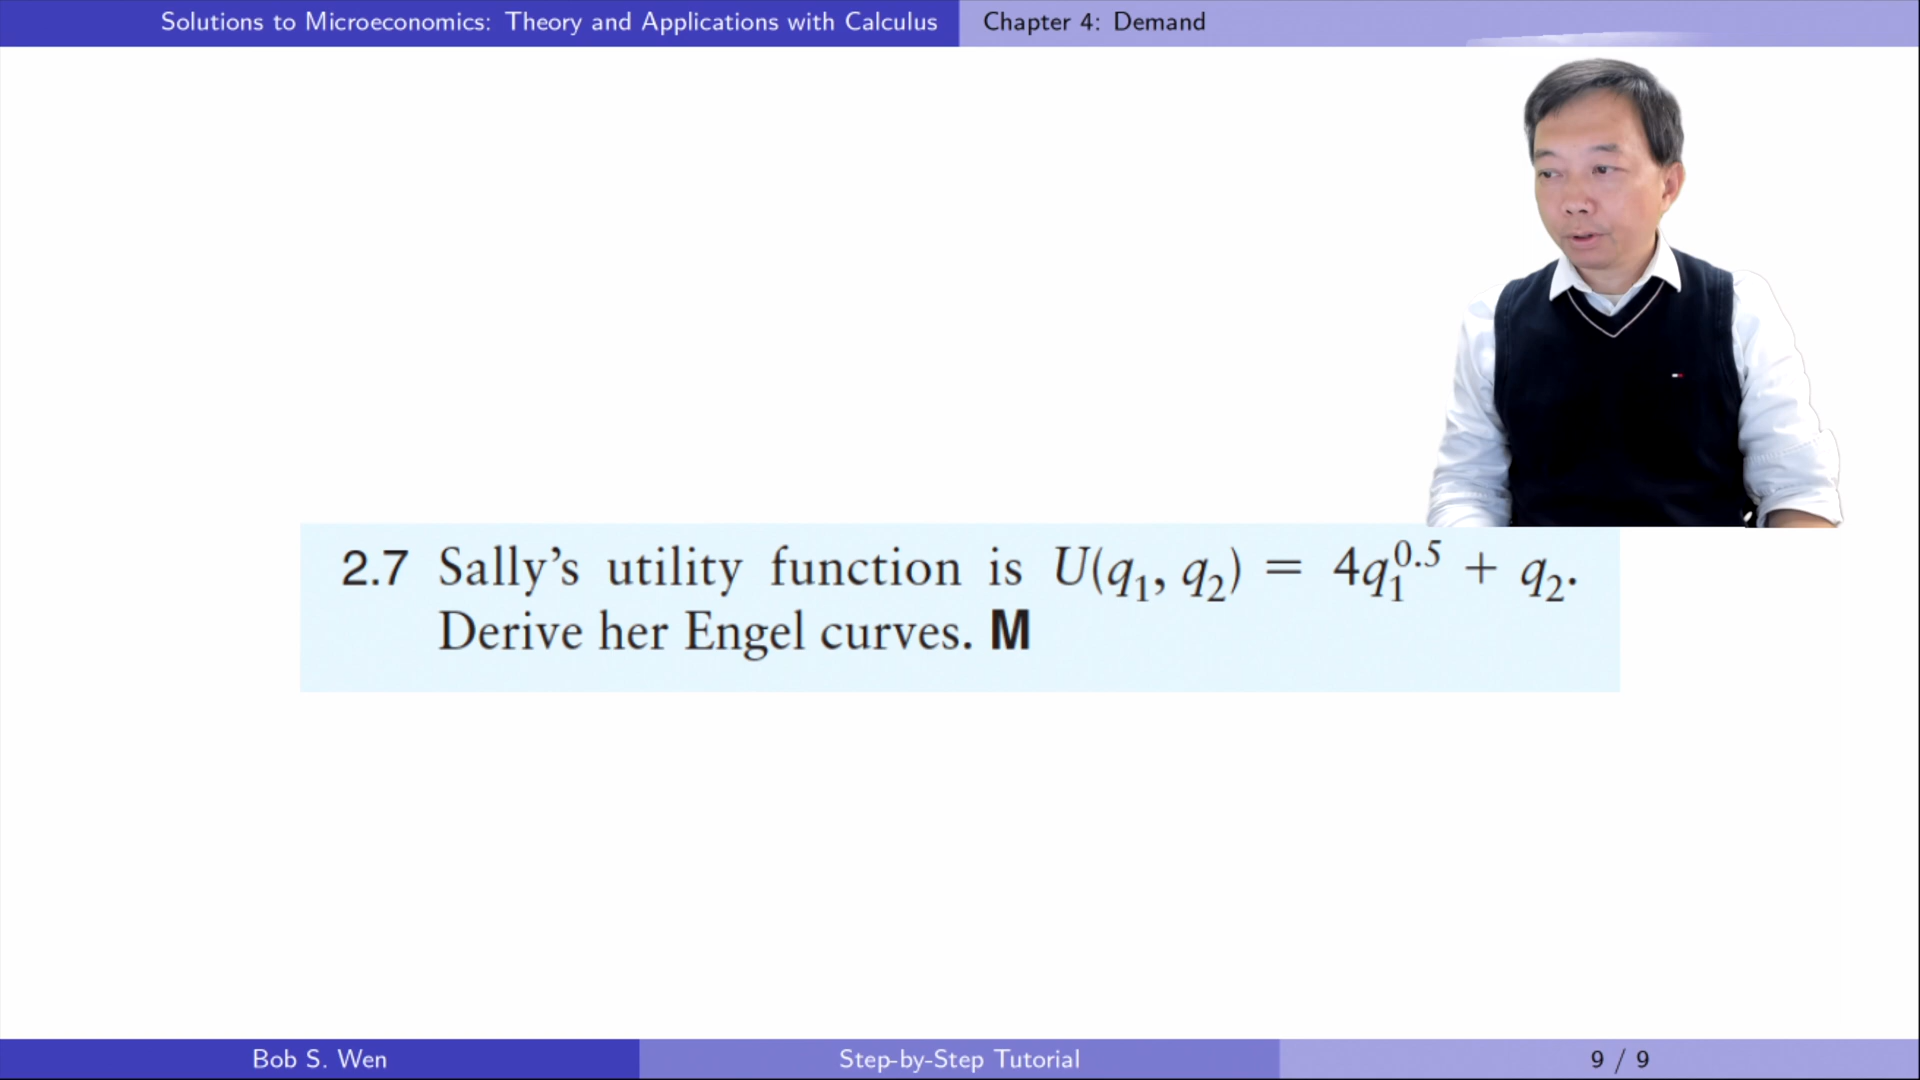 Solutions to Microeconomics: Theory and Applications with Calculus
Chapter 4: Demand
2.7 Sally's utility function is U(q₁, q₂) = 4q₁^0.5 + q₂.
Derive her Engel curves. M
Bob S. Wen
Step-by-Step Tutorial
9 / 9